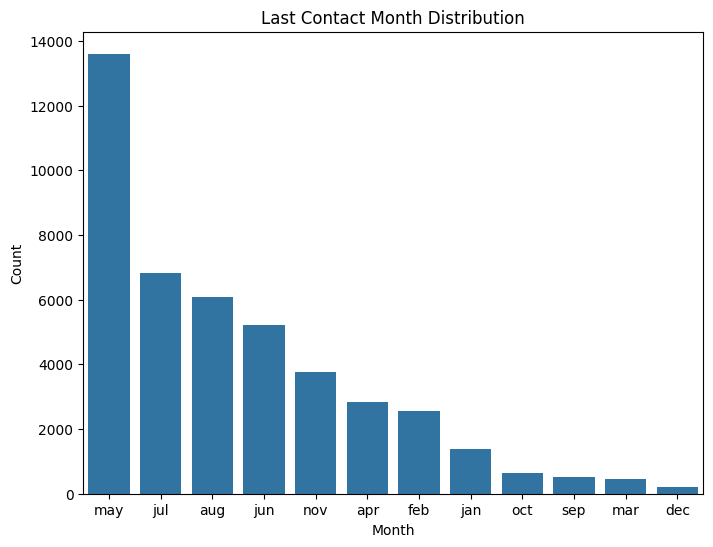 Last Contact Month Distribution
14000
12000
10000
8000
6000
4000
2000
0
Count
may jul aug jun nov apr feb jan oct sep mar dec
Month